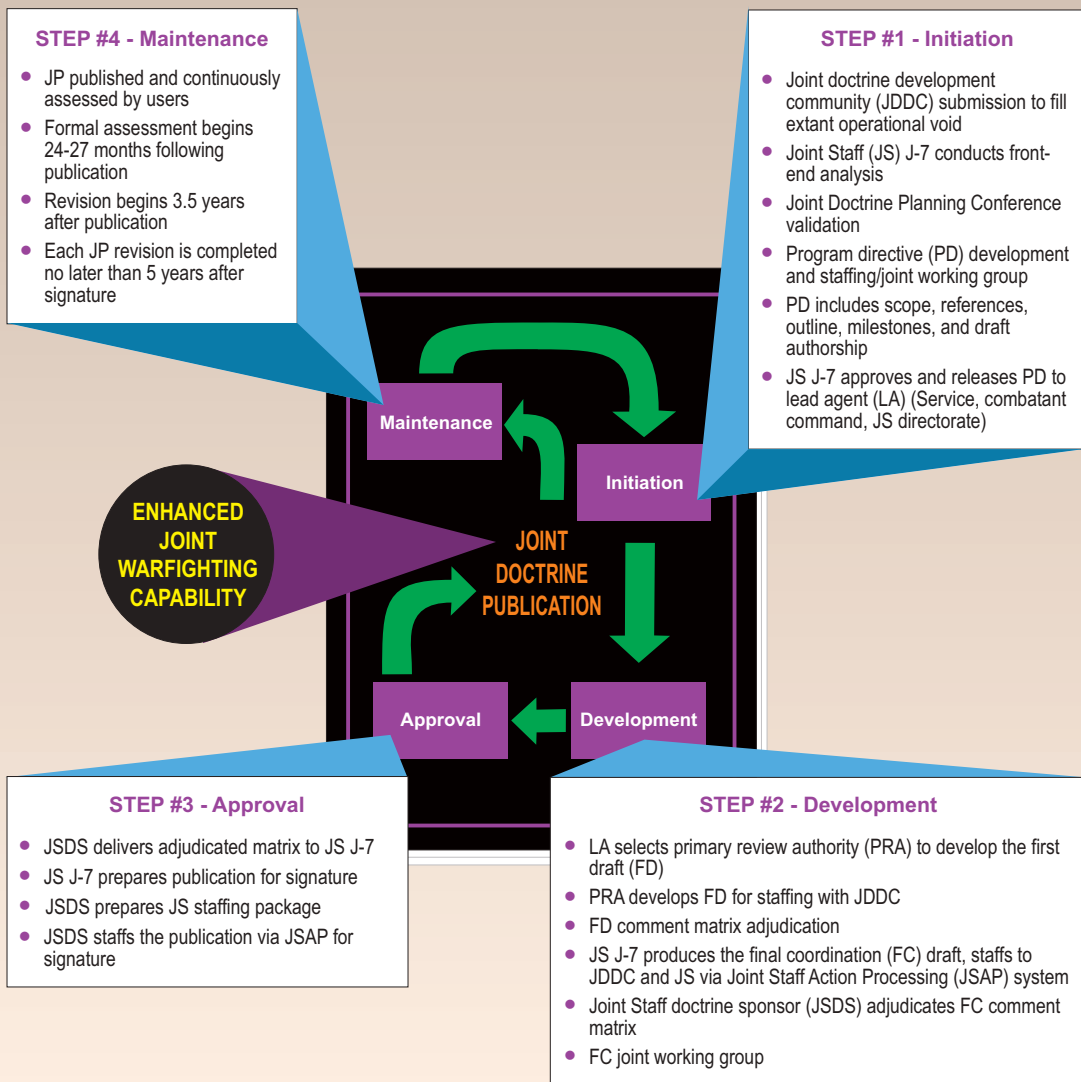 STEP #4 - Maintenance
• JP published and continuously
assessed by users
• Formal assessment begins
24-27 months following
publication
• Revision begins 3.5 years
after publication
• Each JP revision is completed
no later than 5 years after
signature
STEP #1 - Initiation
• Joint doctrine development
community (JDDC) submission to fill
extant operational void
• Joint Staff (JS) J-7 conducts front-
end analysis
• Joint Doctrine Planning Conference
validation
• Program directive (PD) development
and staffing/joint working group
• PD includes scope, references,
outline, milestones, and draft
authorship
• JS J-7 approves and releases PD to
lead agent (LA) (Service, combatant
command, JS directorate)
Maintenance
Initiation
ENHANCED
JOINT
WARFIGHTING
CAPABILITY
JOINT
DOCTRINE
PUBLICATION
Approval
Development
STEP #3 - Approval
• JSDS delivers adjudicated matrix to JS J-7
• JS J-7 prepares publication for signature
• JSDS prepares JS staffing package
• JSDS staffs the publication via JSAP for
signature
STEP #2 - Development
• LA selects primary review authority (PRA) to develop the first
draft (FD)
• PRA develops FD for staffing with JDDC
• FD comment matrix adjudication
• JS J-7 produces the final coordination (FC) draft, staffs to
JDDC and JS via Joint Staff Action Processing (JSAP) system
• Joint Staff doctrine sponsor (JSDS) adjudicates FC comment
matrix
• FC joint working group